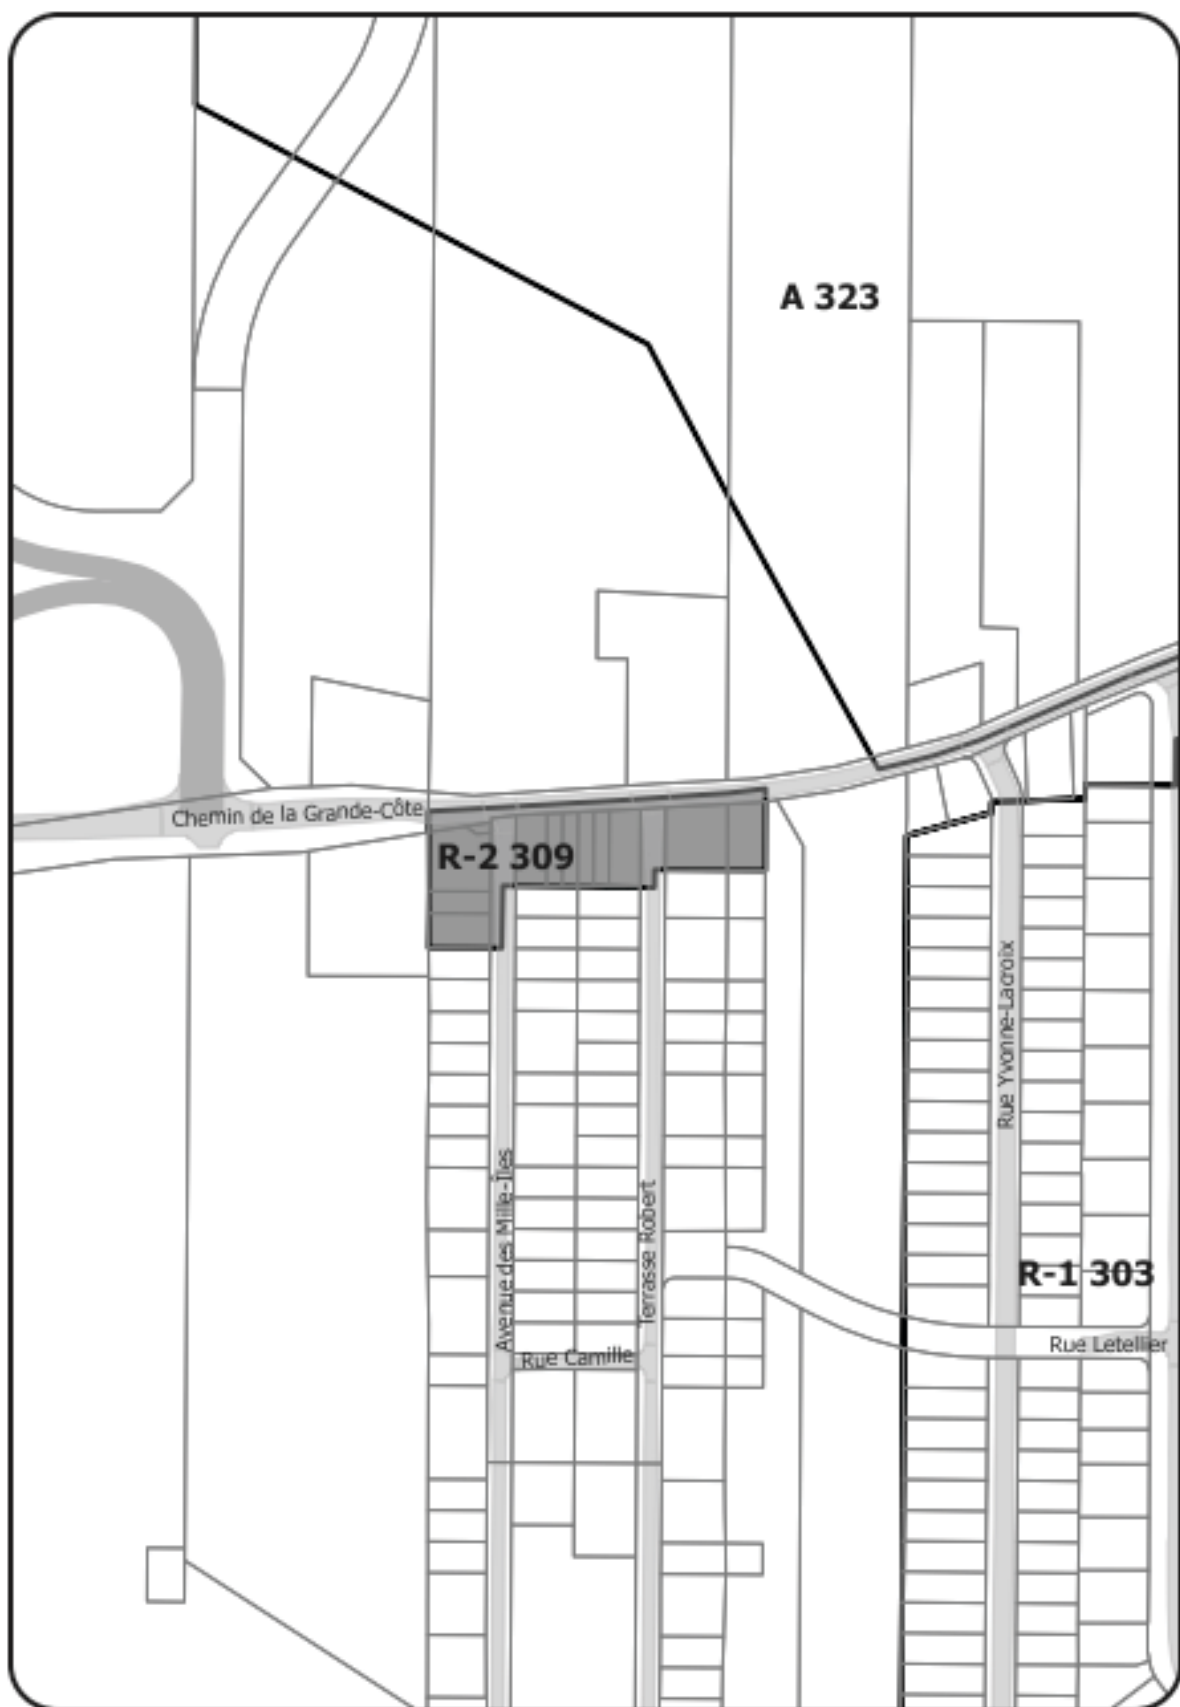 A 323
Chemin de la Grande-Côte
R-2 309
Rue Yvonne-Lacroix
Avenue des Mille-Îles
Terrasse Robert
R-1 303
Rue Letellier
Rue Camille